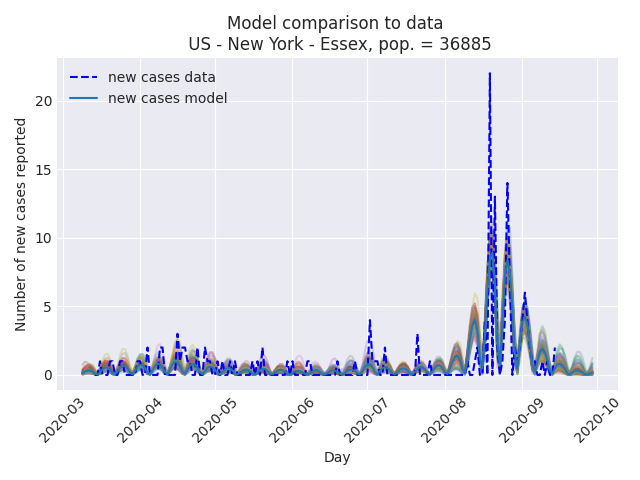 Model comparison to data
US - New York - Essex, pop. = 36885
new cases data
new cases model
Number of new cases reported
20
15
10
5
0
2020-03
2020-04
2020-05
2020-06
2020-07
2020-08
2020-09
2020-10
Day